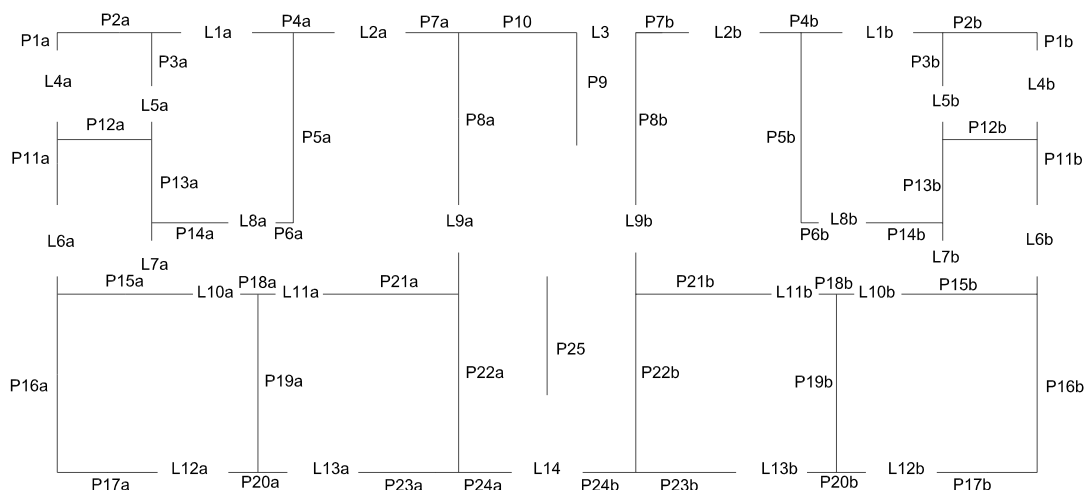 P2a P4a P7a P10 P7b P4b P2b
P1a L1a L2a L3 L2b L1b P1b
P3a P3b
L4a P9 L4b
L5a L5b
P12a P8a P8b P12b
P5a P5b
P11a P11b
P13a P13b
L8a L9a L9b L8b
P14a P6a P6b P14b
L6a L6b
L7a L7b
P15a P18a P21a P21b P18b P15b
L10a L11a L11b L10b
P25
P16a P19a P22a P22b P19b P16b
L12a L13a L14 L13b L12b
P17a P20a P23a P24a P24b P23b P20b P17b